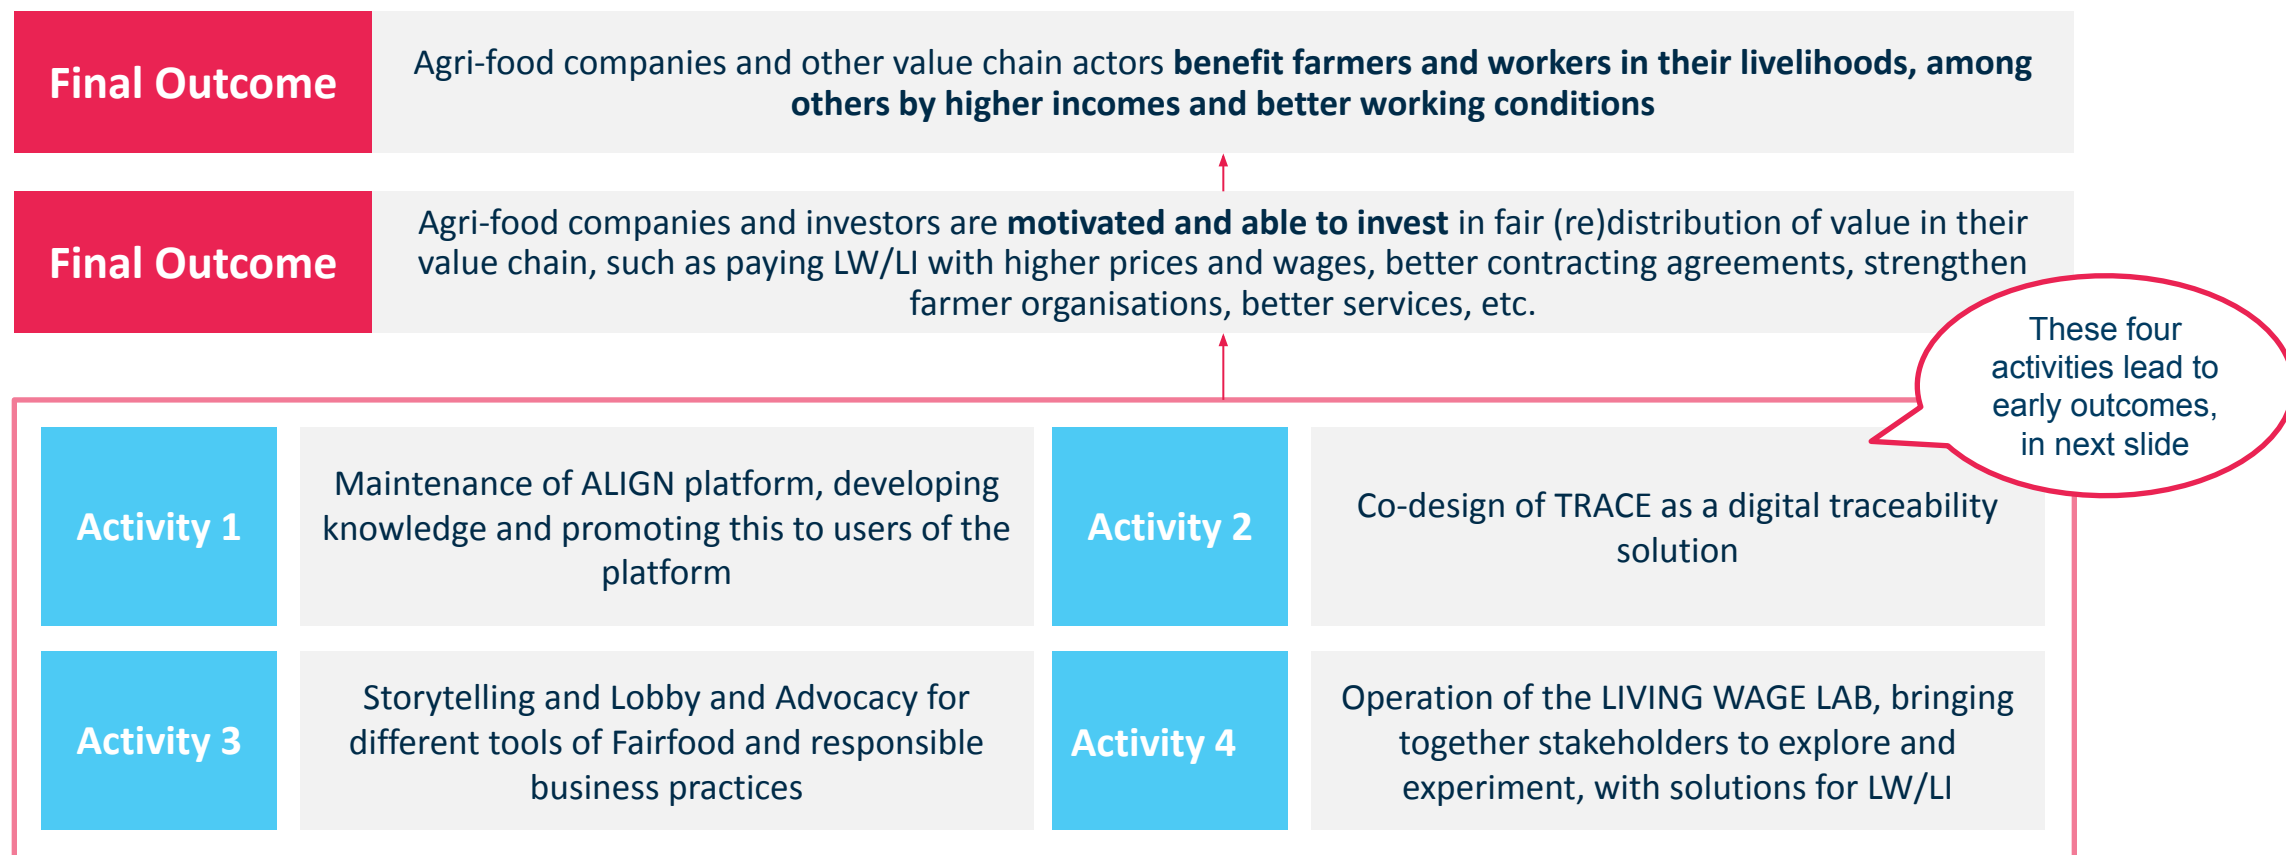 Final Outcome
Agri-food companies and other value chain actors benefit farmers and workers in their livelihoods, among
others by higher incomes and better working conditions
Final Outcome
Agri-food companies and investors are motivated and able to invest in fair (re)distribution of value in their
value chain, such as paying LW/LI with higher prices and wages, better contracting agreements, strengthen
farmer organisations, better services, etc.
These four
activities lead to
early outcomes,
in next slide
Activity 1
Maintenance of ALIGN platform, developing
knowledge and promoting this to users of the
platform
Activity 2
Co-design of TRACE as a digital traceability
solution
Activity 3
Storytelling and Lobby and Advocacy for
different tools of Fairfood and responsible
business practices
Activity 4
Operation of the LIVING WAGE LAB, bringing
together stakeholders to explore and
experiment, with solutions for LW/LI